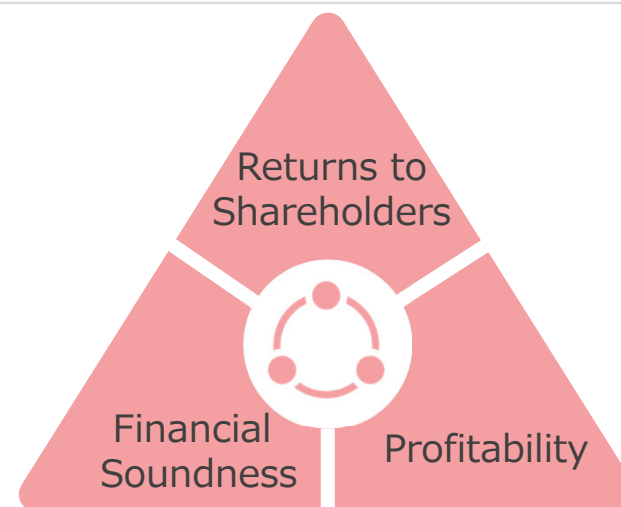 Returns to
Shareholders
Financial
Soundness
Profitability